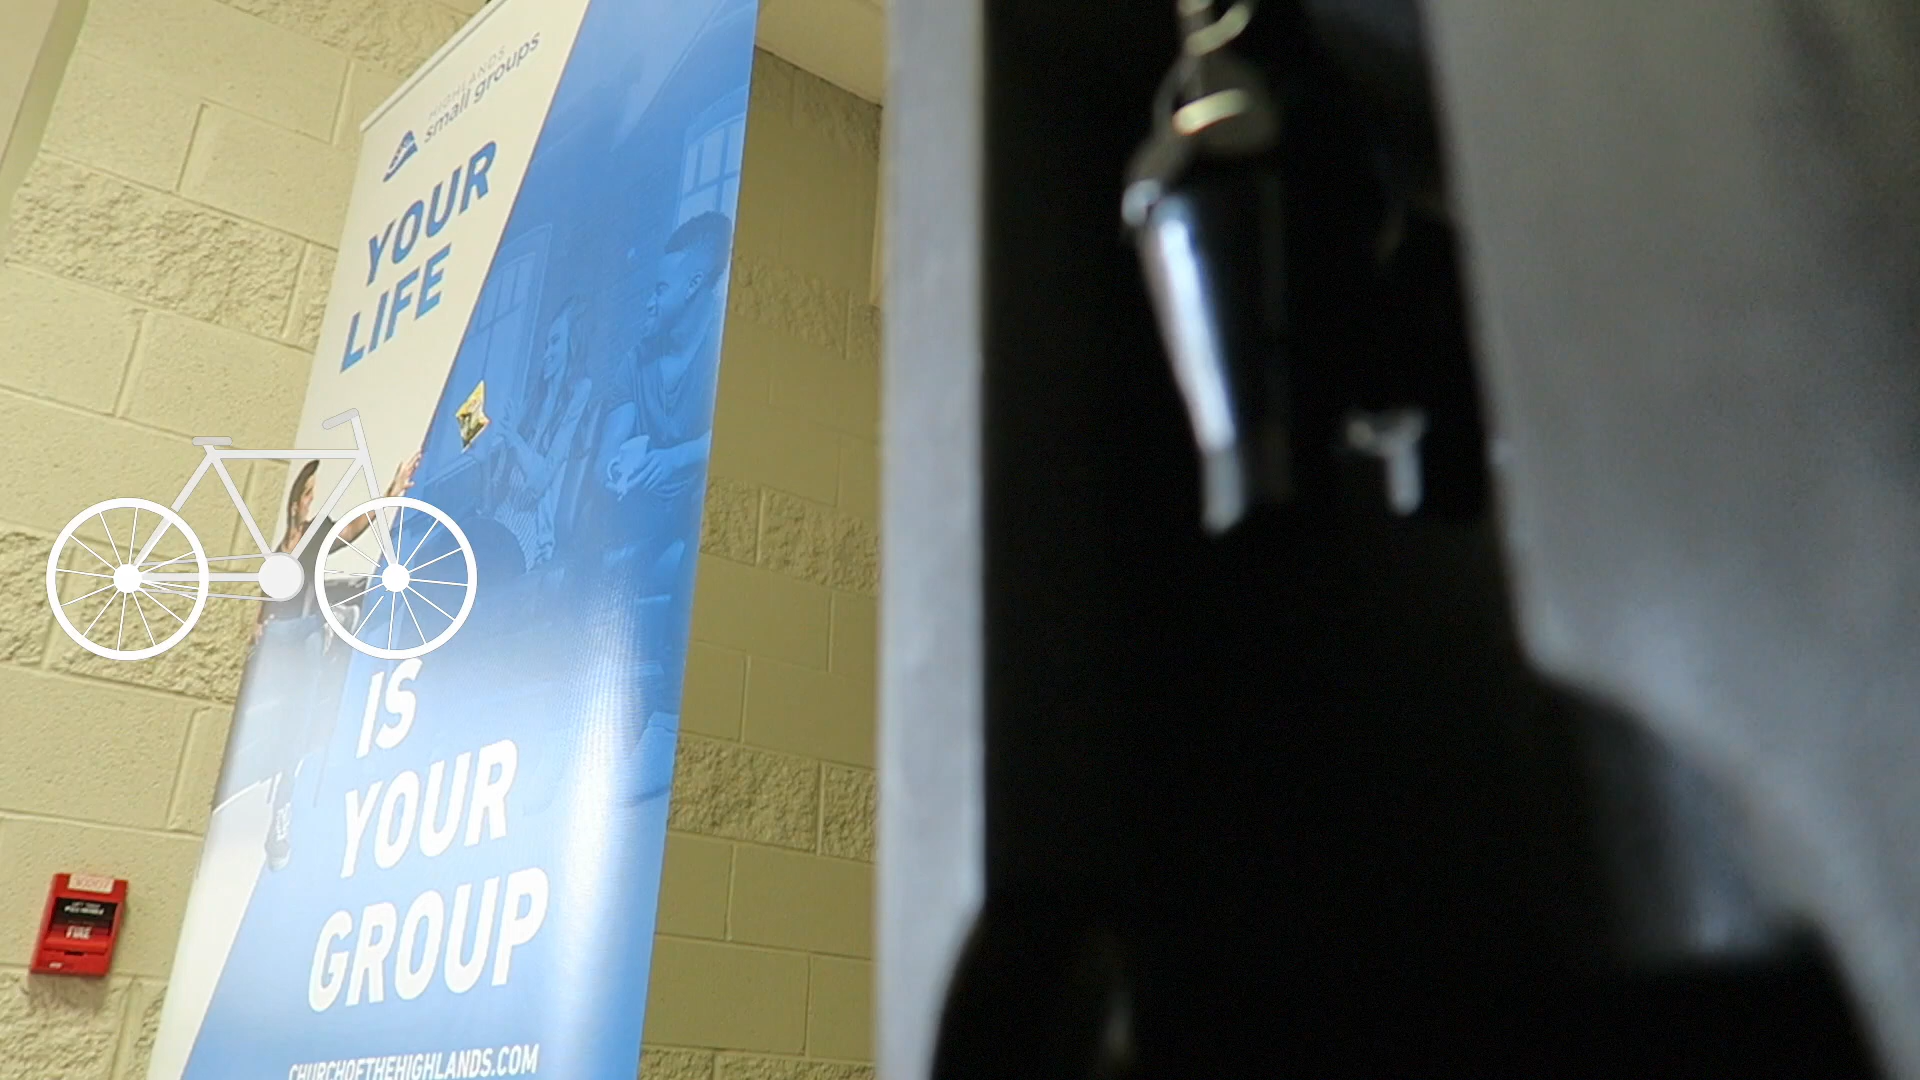 HIGHLANDS
small groups
YOUR
LIFE
IS
YOUR
GROUP
CHURCHOFTHEHIGHLANDS.COM
FIRE